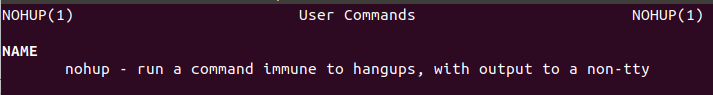 NOHUP(1) User Commands NOHUP(1)
NAME
nohup - run a command immune to hangups, with output to a non-tty